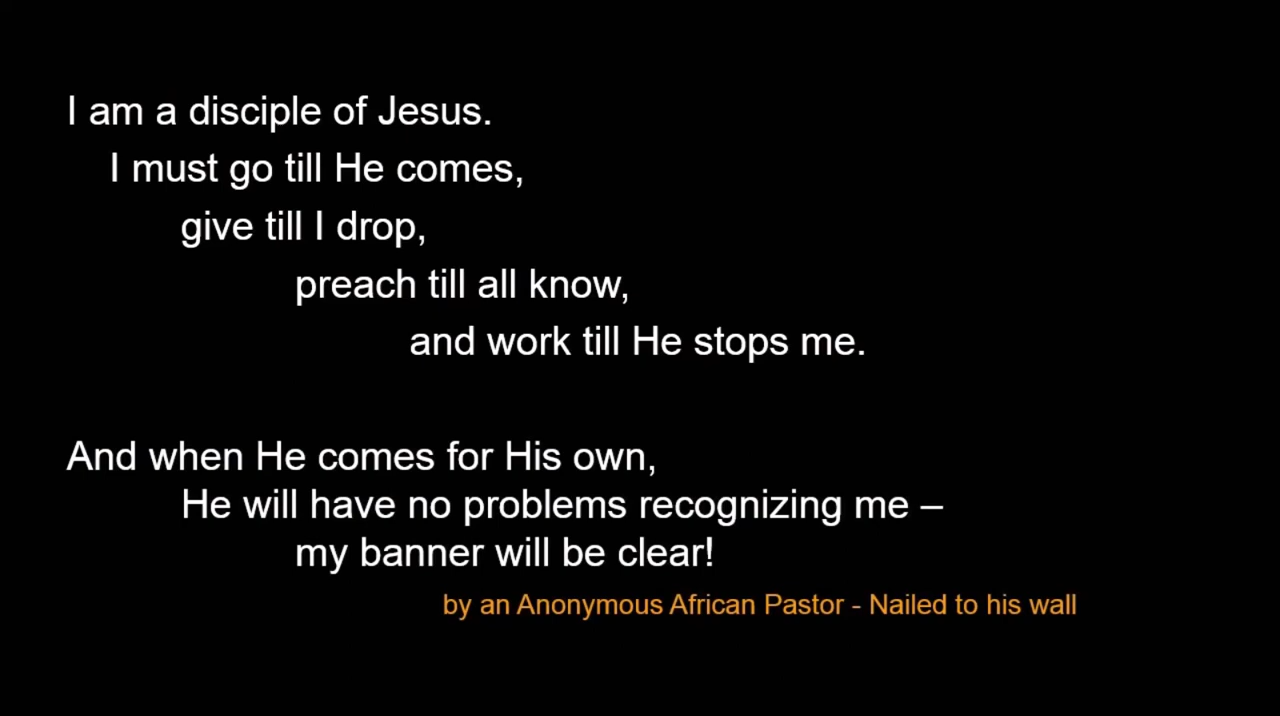 I am a disciple of Jesus.
I must go till He comes,
give till I drop,
preach till all know,
and work till He stops me.
And when He comes for His own,
He will have no problems recognizing me –
my banner will be clear!
by an Anonymous African Pastor - Nailed to his wall